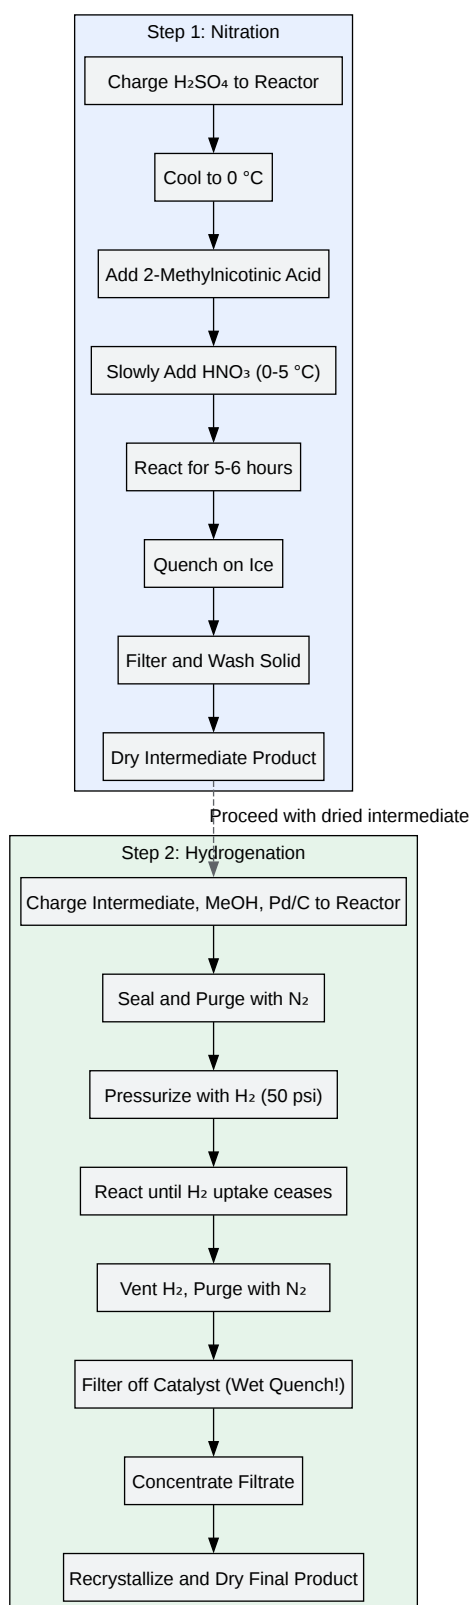 Step 1: Nitration
Charge H₂SO₄ to Reactor
Cool to 0 °C
Add 2-Methylnicotinic Acid
Slowly Add HNO₃ (0-5 °C)
React for 5-6 hours
Quench on Ice
Filter and Wash Solid
Dry Intermediate Product
Proceed with dried intermediate
Step 2: Hydrogenation
Charge Intermediate, MeOH, Pd/C to Reactor
Seal and Purge with N₂
Pressurize with H₂ (50 psi)
React until H₂ uptake ceases
Vent H₂, Purge with N₂
Filter off Catalyst (Wet Quench!)
Concentrate Filtrate
Recrystallize and Dry Final Product